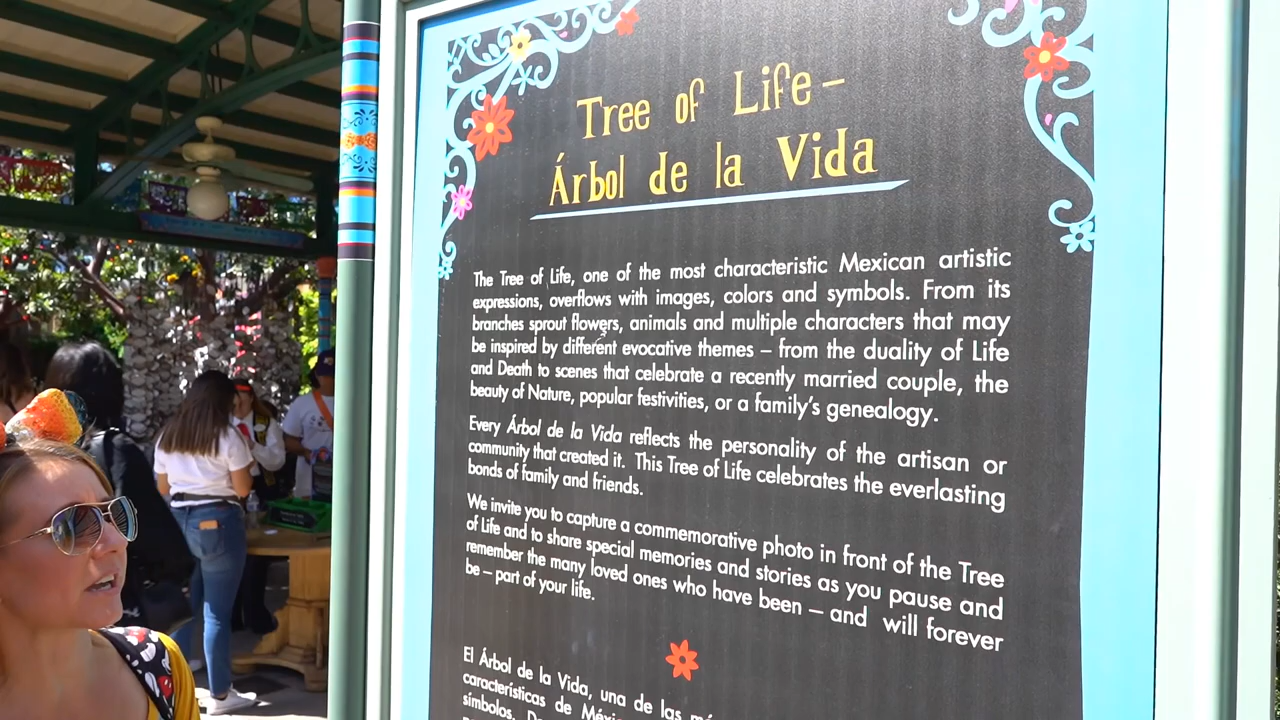 Tree of Life –
Árbol de la Vida
The Tree of Life, one of the most characteristic Mexican artistic
expressions, overflows with images, colors and symbols. From its
branches sprout flowers, animals and multiple characters that may
be inspired by different evocative themes – from the duality of Life
and Death to scenes that celebrate a recently married couple, the
beauty of Nature, popular festivities, or a family's genealogy.
Every Árbol de la Vida reflects the personality of the artisan or
community that created it. This Tree of Life celebrates the everlasting
bonds of family and friends.
We invite you to capture a commemorative photo in front of the Tree
of Life and to share special memories and stories as you pause and
remember the many loved ones who have been – and will forever
be – part of your life.
El Árbol de la Vida, una de las
características de
símbolos.